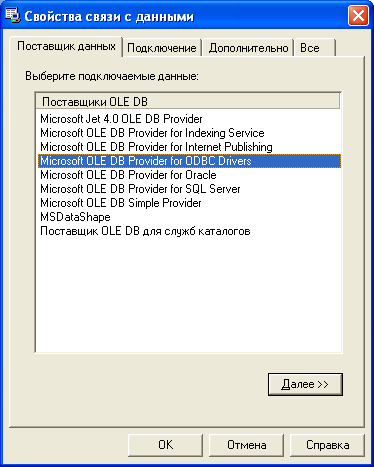 Свойства связи с данными
Поставщик данных Подключение Дополнительно Все
Выберите подключаемые данные:
Поставщики OLE DB
Microsoft Jet 4.0 OLE DB Provider
Microsoft OLE DB Provider for Indexing Service
Microsoft OLE DB Provider for Internet Publishing
Microsoft OLE DB Provider for ODBC Drivers
Microsoft OLE DB Provider for Oracle
Microsoft OLE DB Provider for SQL Server
Microsoft OLE DB Simple Provider
MSDataShape
Поставщик OLE DB для служб каталогов
Далее >>
OK Отмена Справка